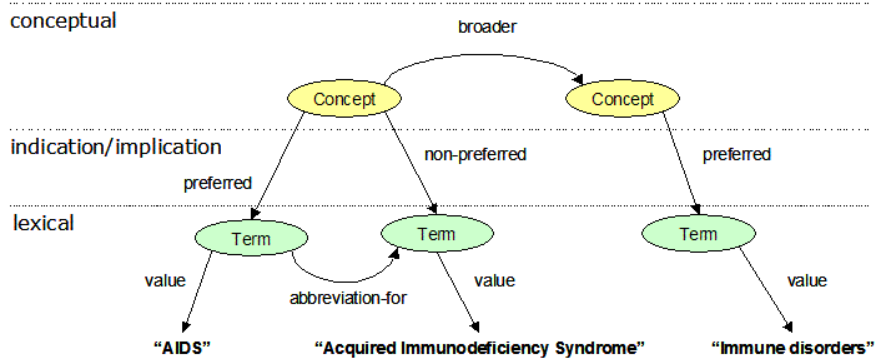 conceptual
broader
Concept
Concept
indication/implication
non-preferred
preferred
preferred
lexical
Term
Term
Term
value
value
value
abbreviation-for
“AIDS”
“Acquired Immunodeficiency Syndrome”
“Immune disorders”